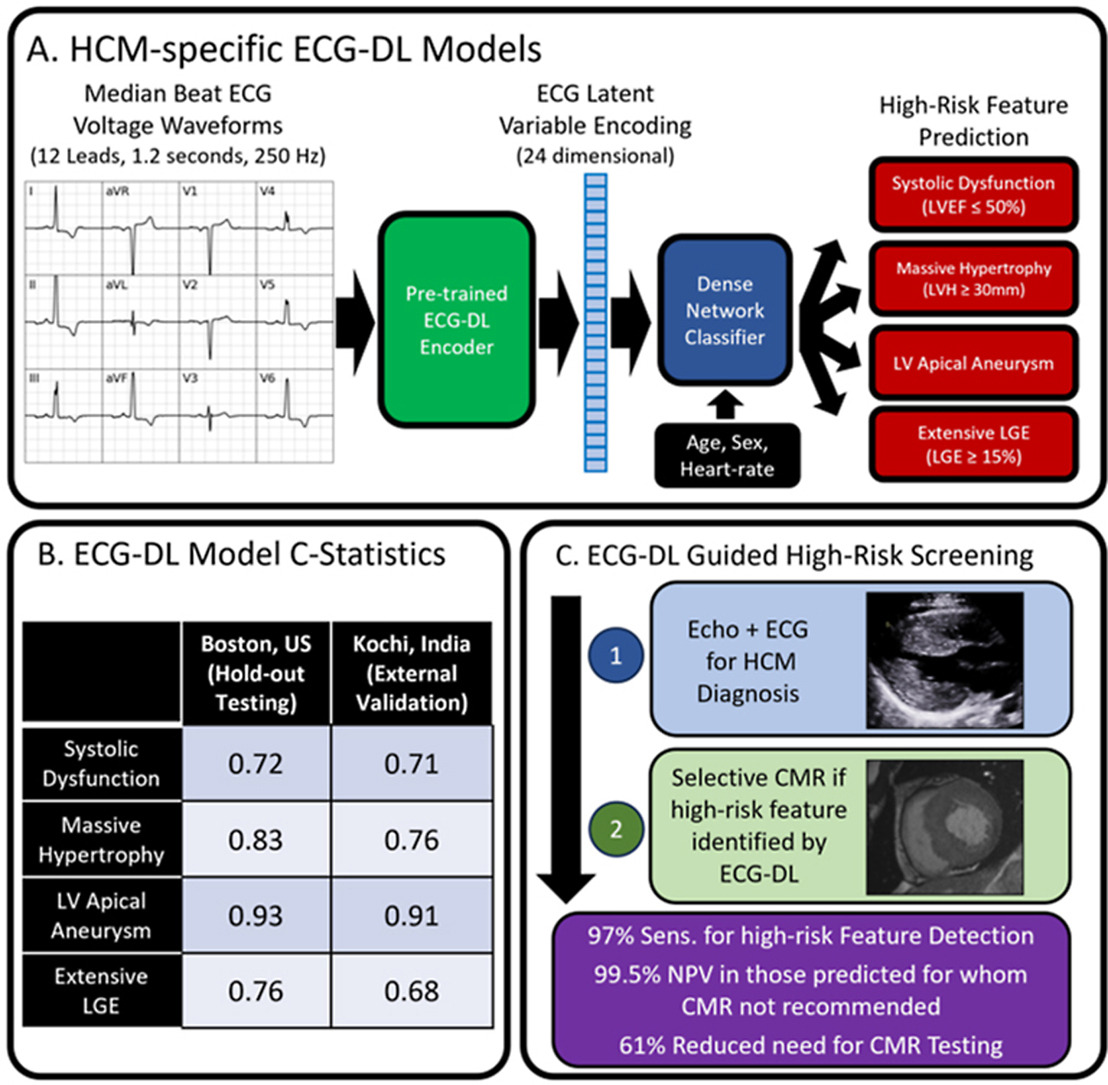 A. HCM-specific ECG-DL Models
Median Beat ECG
Voltage Waveforms
(12 Leads, 1.2 seconds, 250 Hz)
I
aVR
V1
V4
II
aVL
V2
V5
III
aVF
V3
V6
Pre-trained
ECG-DL
Encoder
ECG Latent
Variable Encoding
(24 dimensional)
Dense
Network
Classifier
Age, Sex,
Heart-rate
High-Risk Feature
Prediction
Systolic Dysfunction
(LVEF ≤ 50%)
Massive Hypertrophy
(LVH ≥ 30mm)
LV Apical Aneurysm
Extensive LGE
(LGE ≥ 15%)
B. ECG-DL Model C-Statistics
Boston, US
(Hold-out
Testing)
Kochi, India
(External
Validation)
Systolic
Dysfunction
0.72
0.71
Massive
Hypertrophy
0.83
0.76
LV Apical
Aneurysm
0.93
0.91
Extensive
LGE
0.76
0.68
C. ECG-DL Guided High-Risk Screening
1
Echo + ECG
for HCM
Diagnosis
2
Selective CMR if
high-risk feature
identified by
ECG-DL
97% Sens. for high-risk Feature Detection
99.5% NPV in those predicted for whom
CMR not recommended
61% Reduced need for CMR Testing